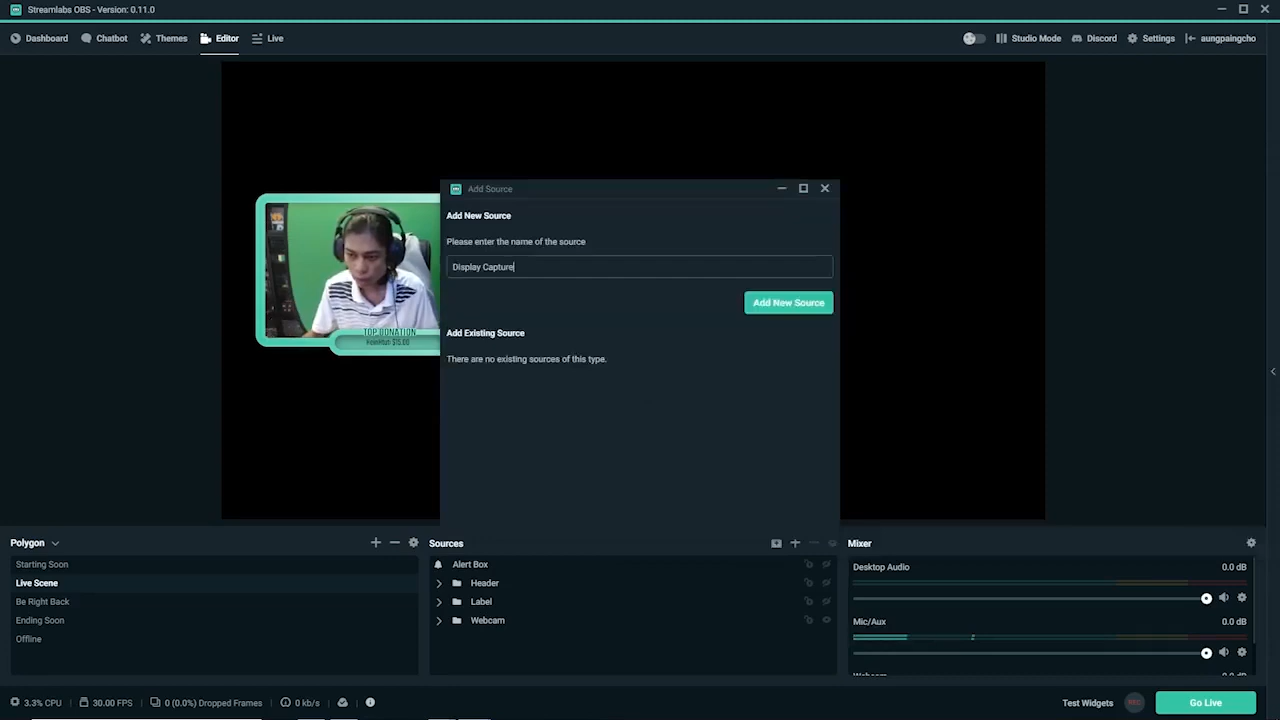 Streamlabs OBS - Version: 0.11.0
Dashboard
Chatbot
Themes
Editor
Live
Studio Mode
Discord
Settings
aungpaingcho
Add Source
Add New Source
Please enter the name of the source
Display Capture
Add New Source
Add Existing Source
There are no existing sources of this type.
TOP DONATION
$15.00
Polygon
Starting Soon
Live Scene
Be Right Back
Ending Soon
Offline
Sources
Alert Box
Header
Label
Webcam
Mixer
Desktop Audio
0.0 dB
Mic/Aux
0.0 dB
3.3% CPU
30.00 FPS
0 (0.0%) Dropped Frames
0 kb/s
Test Widgets
REC
Go Live